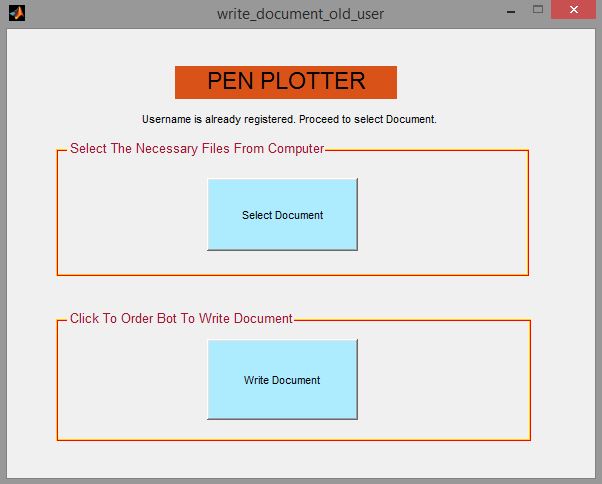 write_document_old_user
PEN PLOTTER
Username is already registered. Proceed to select Document.
Select The Necessary Files From Computer
Select Document
Click To Order Bot To Write Document
Write Document